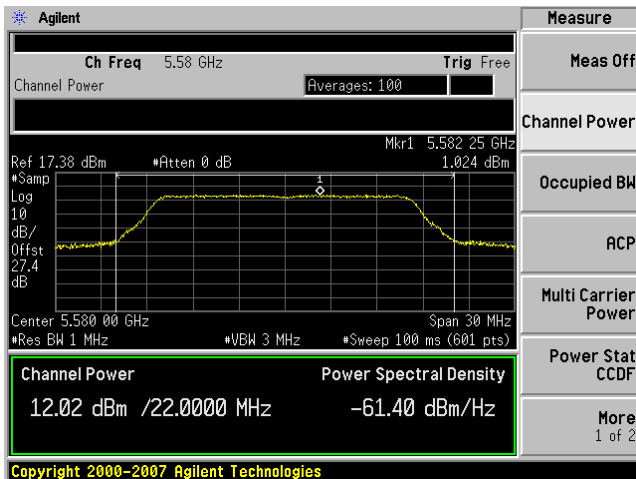 Agilent
Measure
Ch Freq 5.58 GHz Trig Free
Channel Power Averages: 100
Mkr1 5.582 25 GHz
Ref 17.38 dBm #Atten 0 dB 1.024 dBm
#Samp
Log
10
dB/
Offst
27.4
dB
1
Center 5.580 00 GHz Span 30 MHz
#Res BW 1 MHz #VBW 3 MHz #Sweep 100 ms (601 pts)
Channel Power Power Spectral Density
12.02 dBm /22.0000 MHz -61.40 dBm/Hz
Meas Off
Channel Power
Occupied BW
ACP
Multi Carrier
Power
Power Stat
CCDF
More
1 of 2
Copyright 2000-2007 Agilent Technologies